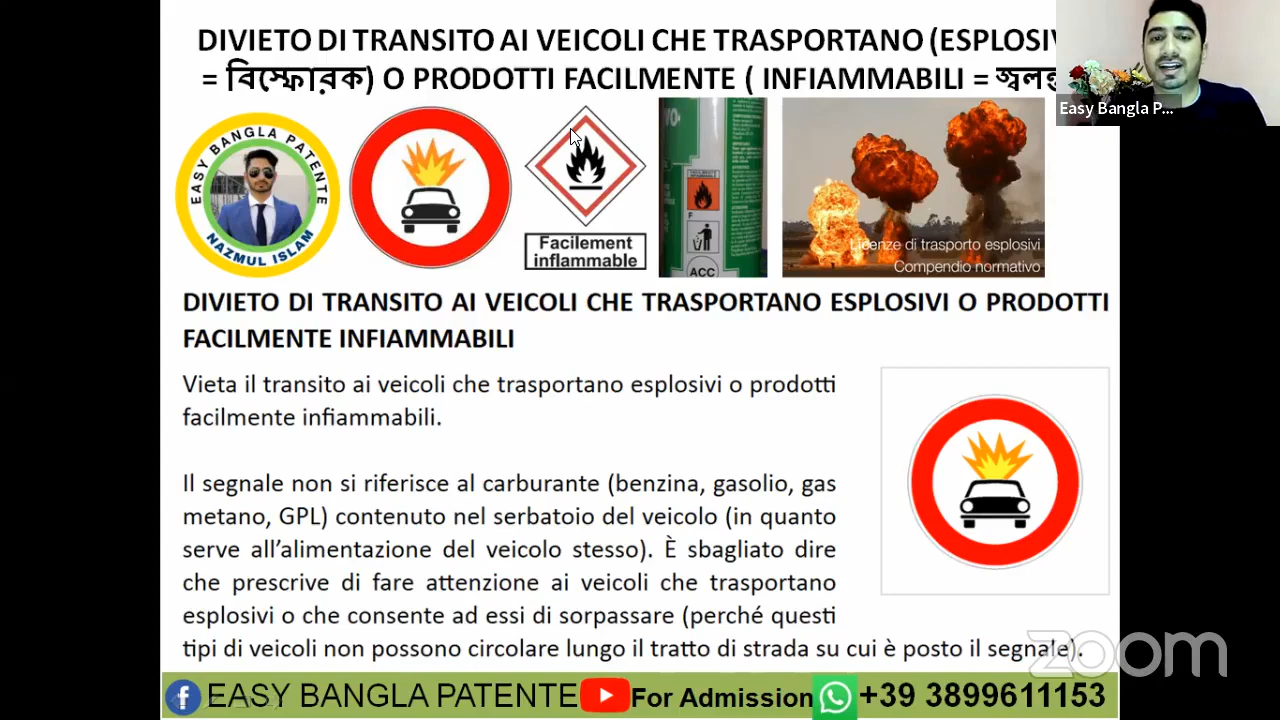 DIVIETO DI TRANSITO AI VEICOLI CHE TRASPORTANO (ESPLOSIV
= বিস্ফোরক) O PRODOTTI FACILMENTE ( INFIAMMABILI = জ্বলন্ত
Easy Bangla P...
EASY BANGLA PATENTE
NAZMUL ISLAM
Facilement
inflammable
F
ACC
Licenze di trasporto esplosivi
Compendio normativo
DIVIETO DI TRANSITO AI VEICOLI CHE TRASPORTANO ESPLOSIVI O PRODOTTI
FACILMENTE INFIAMMABILI
Vieta il transito ai veicoli che trasportano esplosivi o prodotti
facilmente infiammabili.
Il segnale non si riferisce al carburante (benzina, gasolio, gas
metano, GPL) contenuto nel serbatoio del veicolo (in quanto
serve all’alimentazione del veicolo stesso). È sbagliato dire
che prescrive di fare attenzione ai veicoli che trasportano
esplosivi o che consente ad essi di sorpassare (perché questi
tipi di veicoli non possono circolare lungo il tratto di strada su cui è posto il segnale).
zoom
EASY BANGLA PATENTE For Admission +39 3899611153